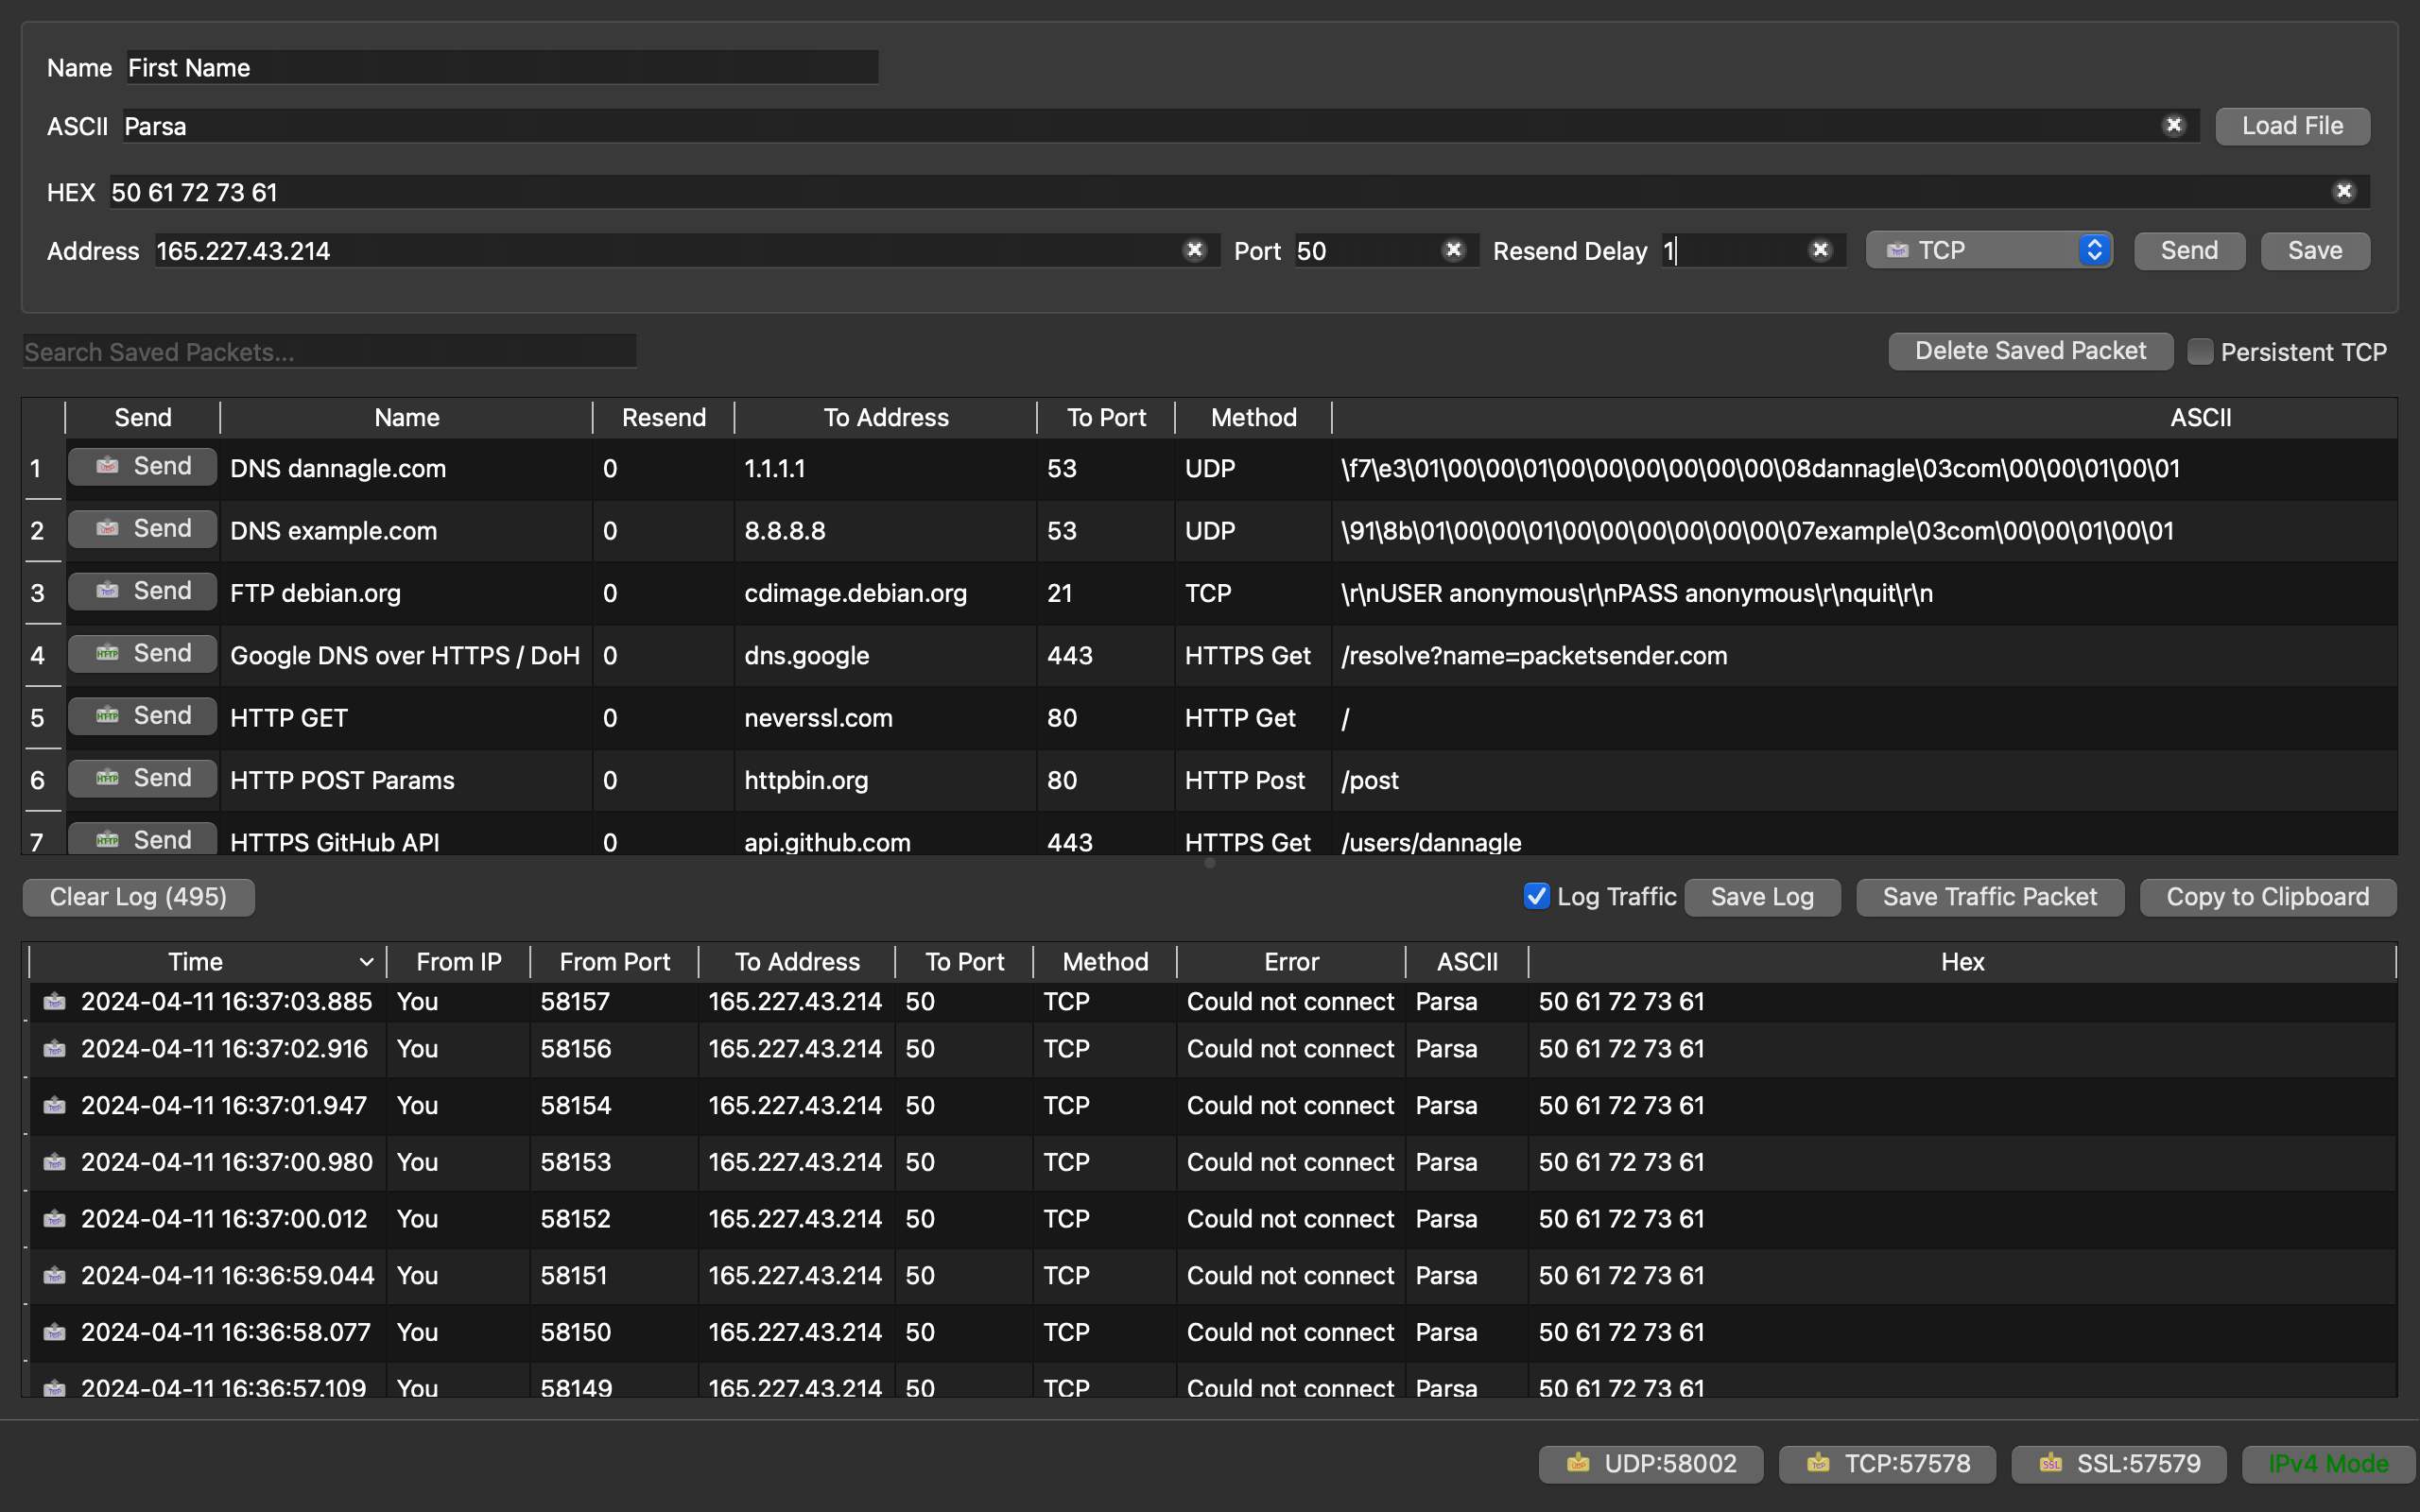 Name First Name
ASCII Parsa Load File
HEX 50 61 72 73 61
Address 165.227.43.214 Port 50 Resend Delay 1 TCP Send Save
Search Saved Packets... Delete Saved Packet Persistent TCP
Send Name Resend To Address To Port Method ASCII
1 Send DNS dannagle.com 0 1.1.1.1 53 UDP \f7\e3\01\00\00\01\00\00\00\00\00\00\08dannagle\03com\00\00\01\00\01
2 Send DNS example.com 0 8.8.8.8 53 UDP \91\8b\01\00\00\01\00\00\00\00\00\00\07example\03com\00\00\01\00\01
3 Send FTP debian.org 0 cdimage.debian.org 21 TCP \r\nUSER anonymous\r\nPASS anonymous\r\nquit\r\n
4 Send Google DNS over HTTPS / DoH 0 dns.google 443 HTTPS Get /resolve?name=packetsender.com
5 Send HTTP GET 0 neverssl.com 80 HTTP Get /
6 Send HTTP POST Params 0 httpbin.org 80 HTTP Post /post
7 Send HTTPS GitHub API 0 api.github.com 443 HTTPS Get /users/dannagle
Clear Log (495) Log Traffic Save Log Save Traffic Packet Copy to Clipboard
Time From IP From Port To Address To Port Method Error ASCII Hex
2024-04-11 16:37:03.885 You 58157 165.227.43.214 50 TCP Could not connect Parsa 50 61 72 73 61
2024-04-11 16:37:02.916 You 58156 165.227.43.214 50 TCP Could not connect Parsa 50 61 72 73 61
2024-04-11 16:37:01.947 You 58154 165.227.43.214 50 TCP Could not connect Parsa 50 61 72 73 61
2024-04-11 16:37:00.980 You 58153 165.227.43.214 50 TCP Could not connect Parsa 50 61 72 73 61
2024-04-11 16:37:00.012 You 58152 165.227.43.214 50 TCP Could not connect Parsa 50 61 72 73 61
2024-04-11 16:36:59.044 You 58151 165.227.43.214 50 TCP Could not connect Parsa 50 61 72 73 61
2024-04-11 16:36:58.077 You 58150 165.227.43.214 50 TCP Could not connect Parsa 50 61 72 73 61
2024-04-11 16:36:57.109 You 58149 165.227.43.214 50 TCP Could not connect Parsa 50 61 72 73 61
UDP:58002 TCP:57578 SSL:57579 IPv4 Mode